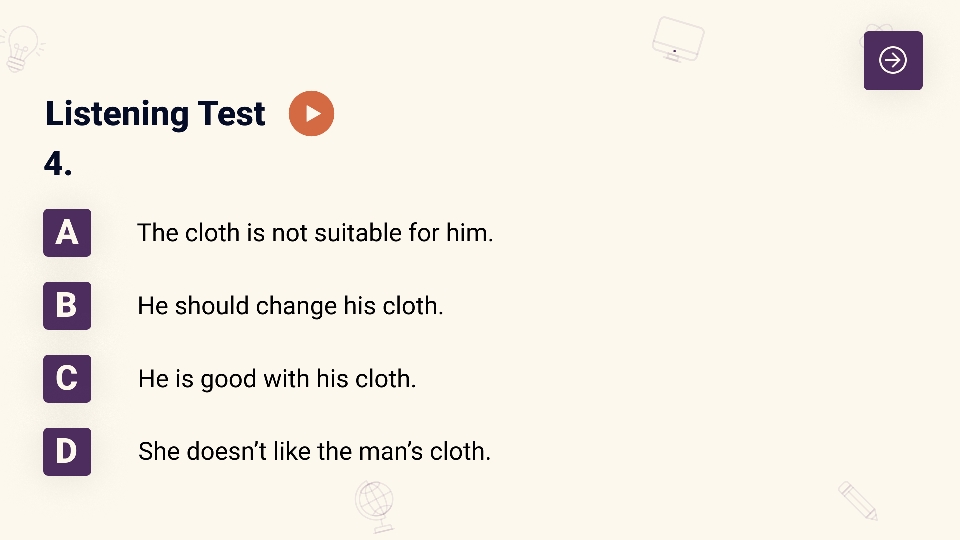 Listening Test
4.
A The cloth is not suitable for him.
B He should change his cloth.
C He is good with his cloth.
D She doesn’t like the man’s cloth.